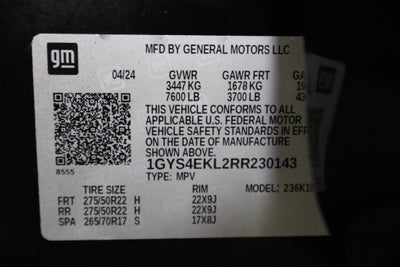 gm
MFD BY GENERAL MOTORS LLC
04/24 GVWR GAWR FRT
3447 KG 1678 KG
7600 LB 3700 LB
THIS VEHICLE CONFORMS TO ALL
APPLICABLE U.S. FEDERAL MOTOR
VEHICLE SAFETY STANDARDS IN
ON THE DATE OF MANUFACTURE
SHOWN ABOVE.
1GYS4EKL2RR230143
8555 TYPE: MPV
TIRE SIZE RIM MODEL: 236K10
FRT 275/50R22 H 22X9J
RR 275/50R22 H 22X9J
SPA 265/70R17 S 17X8J